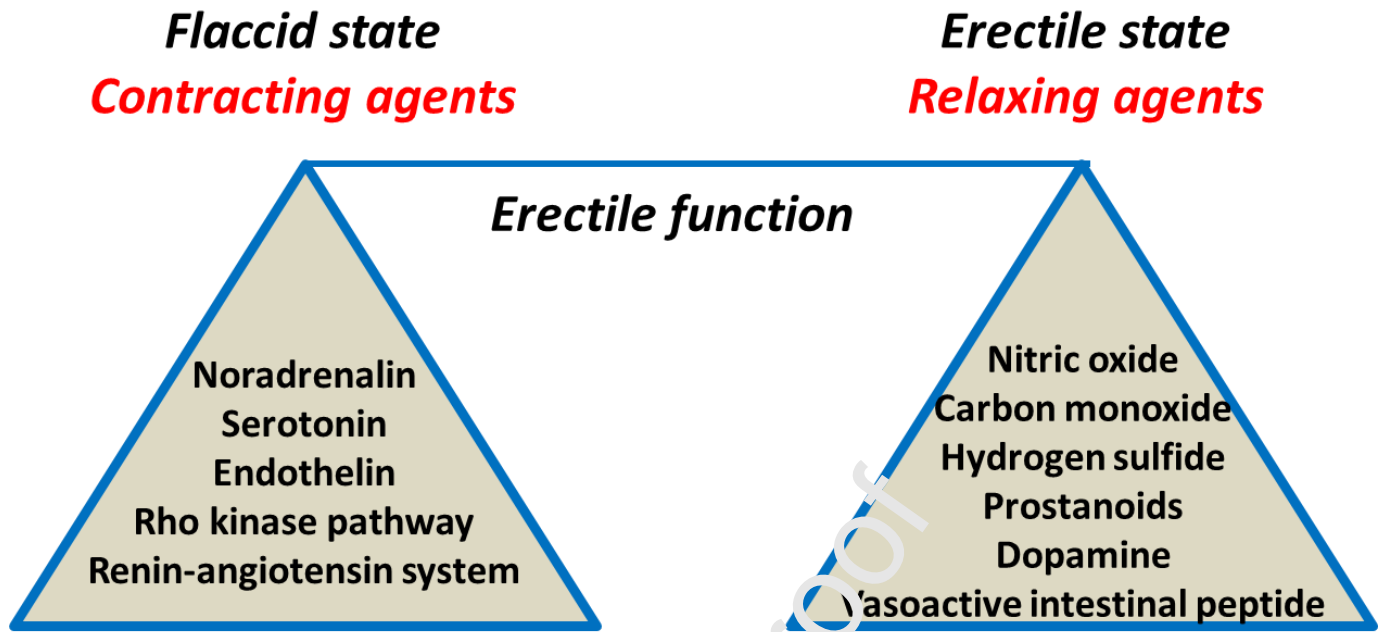 Flaccid state
Contracting agents
Erectile state
Relaxing agents
Erectile function
Noradrenalin
Serotonin
Endothelin
Rho kinase pathway
Renin-angiotensin system
Nitric oxide
Carbon monoxide
Hydrogen sulfide
Prostanoids
Dopamine
Vasoactive intestinal peptide